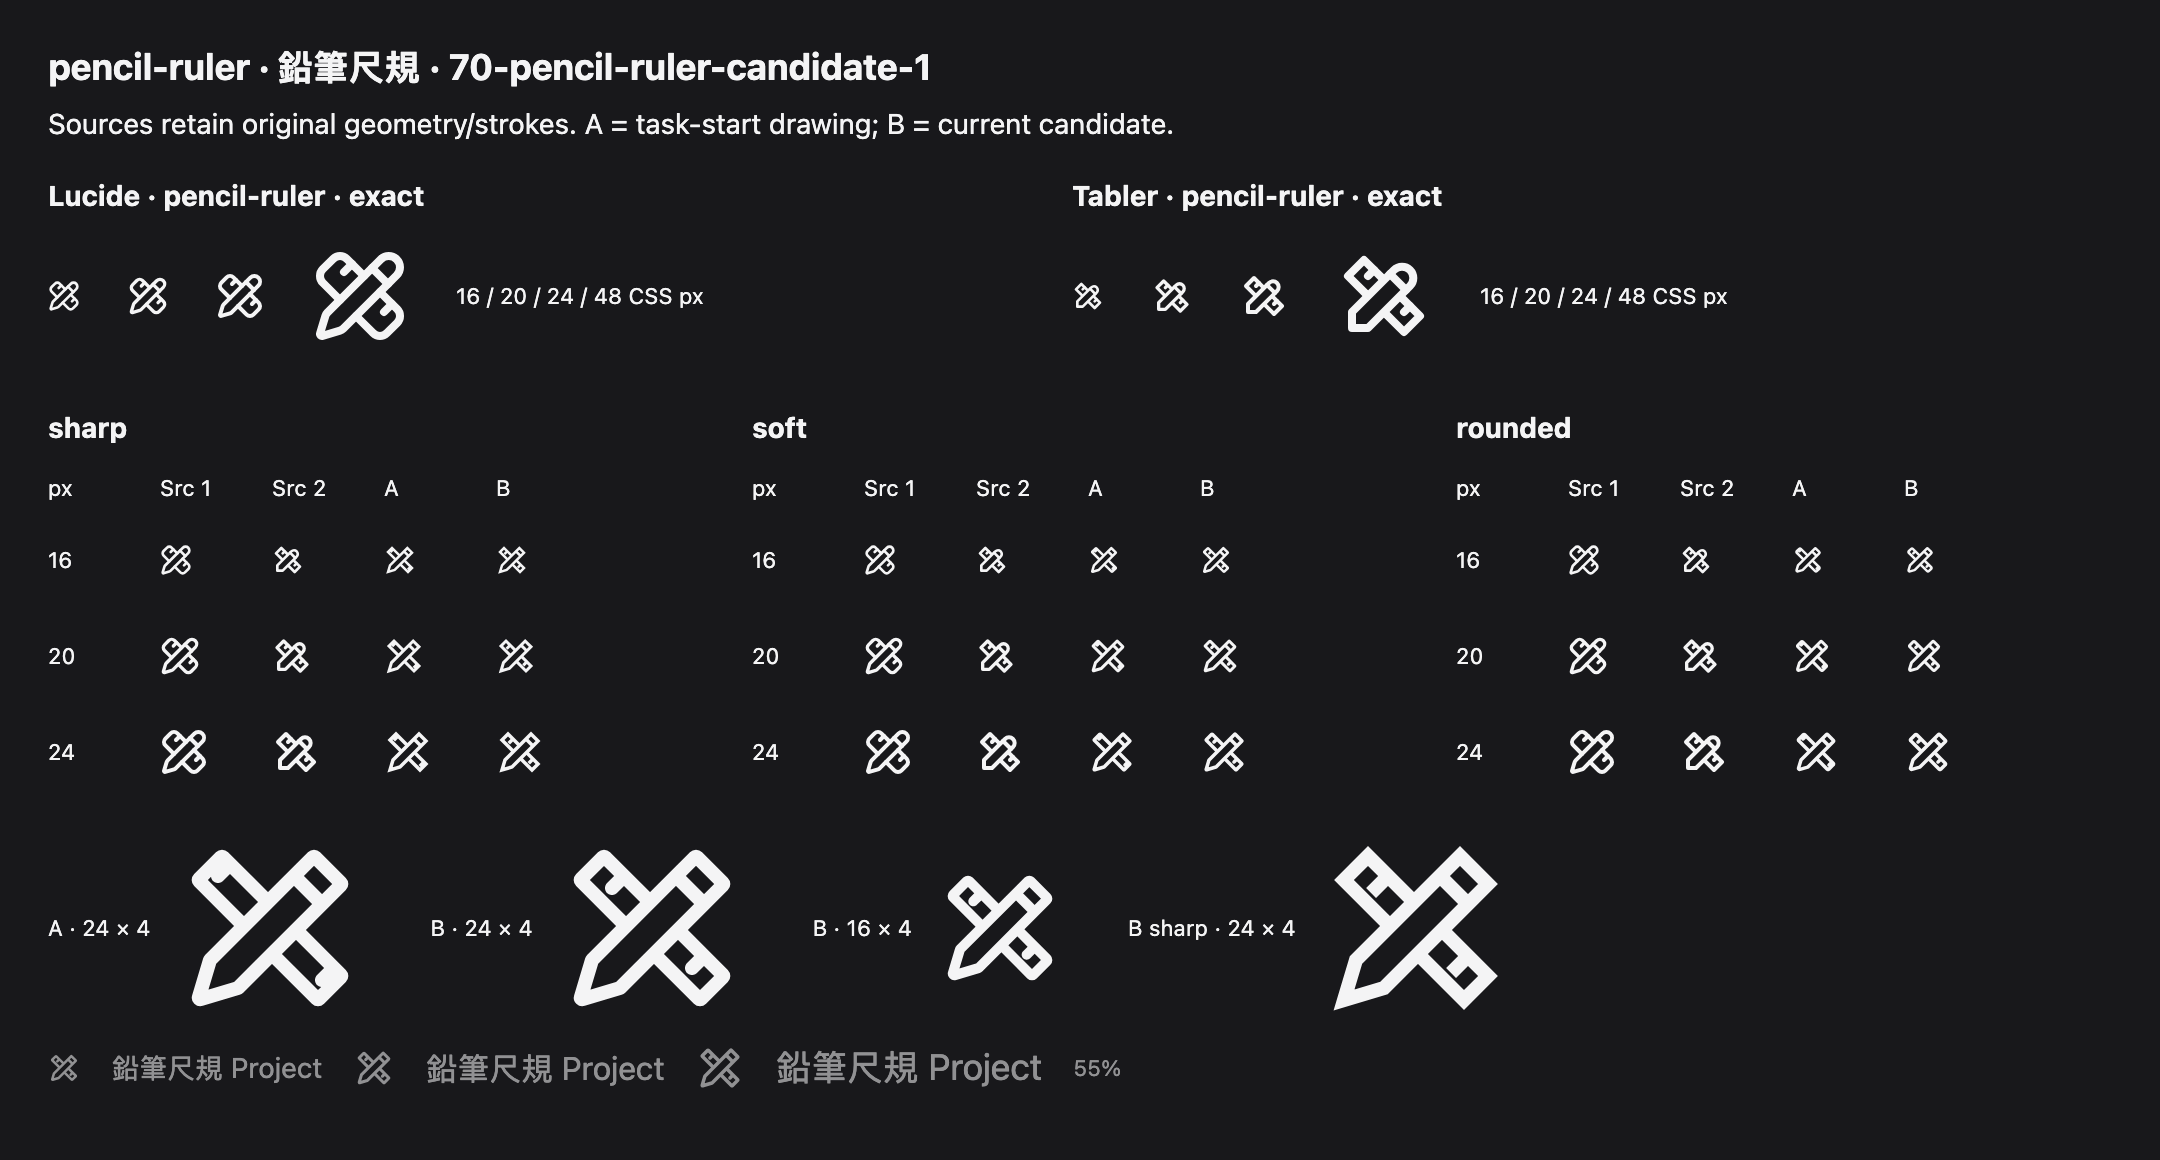 pencil-ruler · 鉛筆尺規 · 70-pencil-ruler-candidate-1
Sources retain original geometry/strokes. A = task-start drawing; B = current candidate.
Lucide · pencil-ruler · exact
16 / 20 / 24 / 48 CSS px
Tabler · pencil-ruler · exact
16 / 20 / 24 / 48 CSS px
sharp
px Src 1 Src 2 A B
16
20
24
soft
px Src 1 Src 2 A B
16
20
24
rounded
px Src 1 Src 2 A B
16
20
24
A · 24 × 4
B · 24 × 4
B · 16 × 4
B sharp · 24 × 4
鉛筆尺規 Project
鉛筆尺規 Project
鉛筆尺規 Project
55%